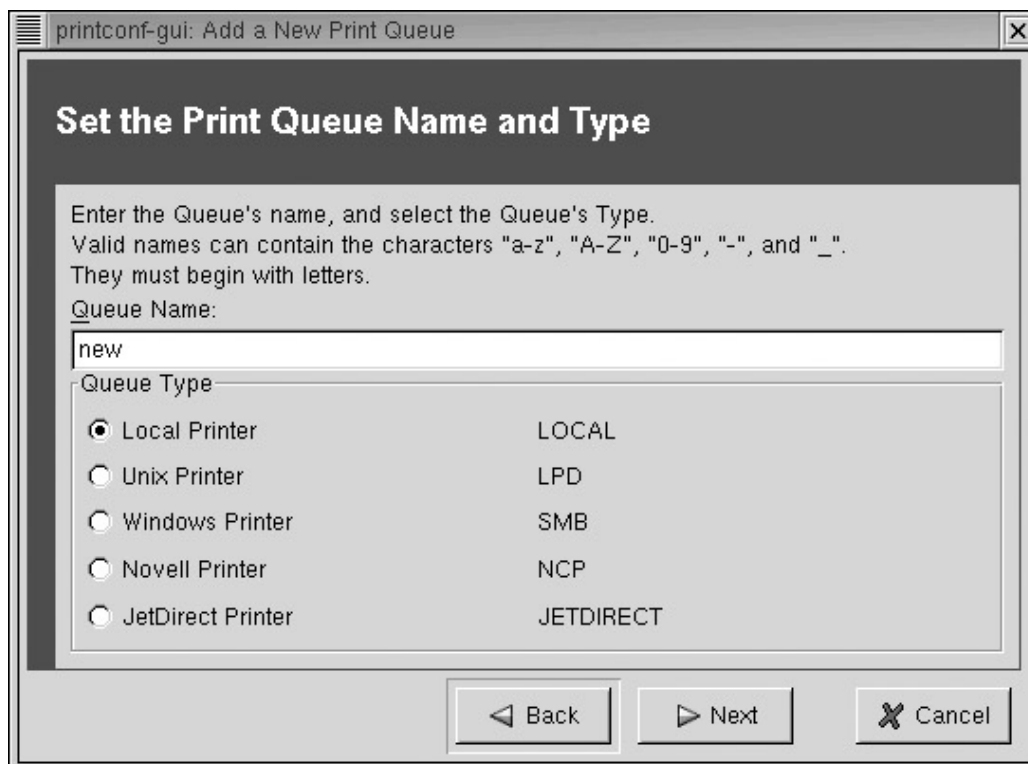 printconf-gui: Add a New Print Queue
Set the Print Queue Name and Type
Enter the Queue's name, and select the Queue's Type.
Valid names can contain the characters "a-z", "A-Z", "0-9", "-", and "_".
They must begin with letters.
Queue Name:
new
Queue Type
Local Printer LOCAL
Unix Printer LPD
Windows Printer SMB
Novell Printer NCP
JetDirect Printer JETDIRECT
Back Next Cancel